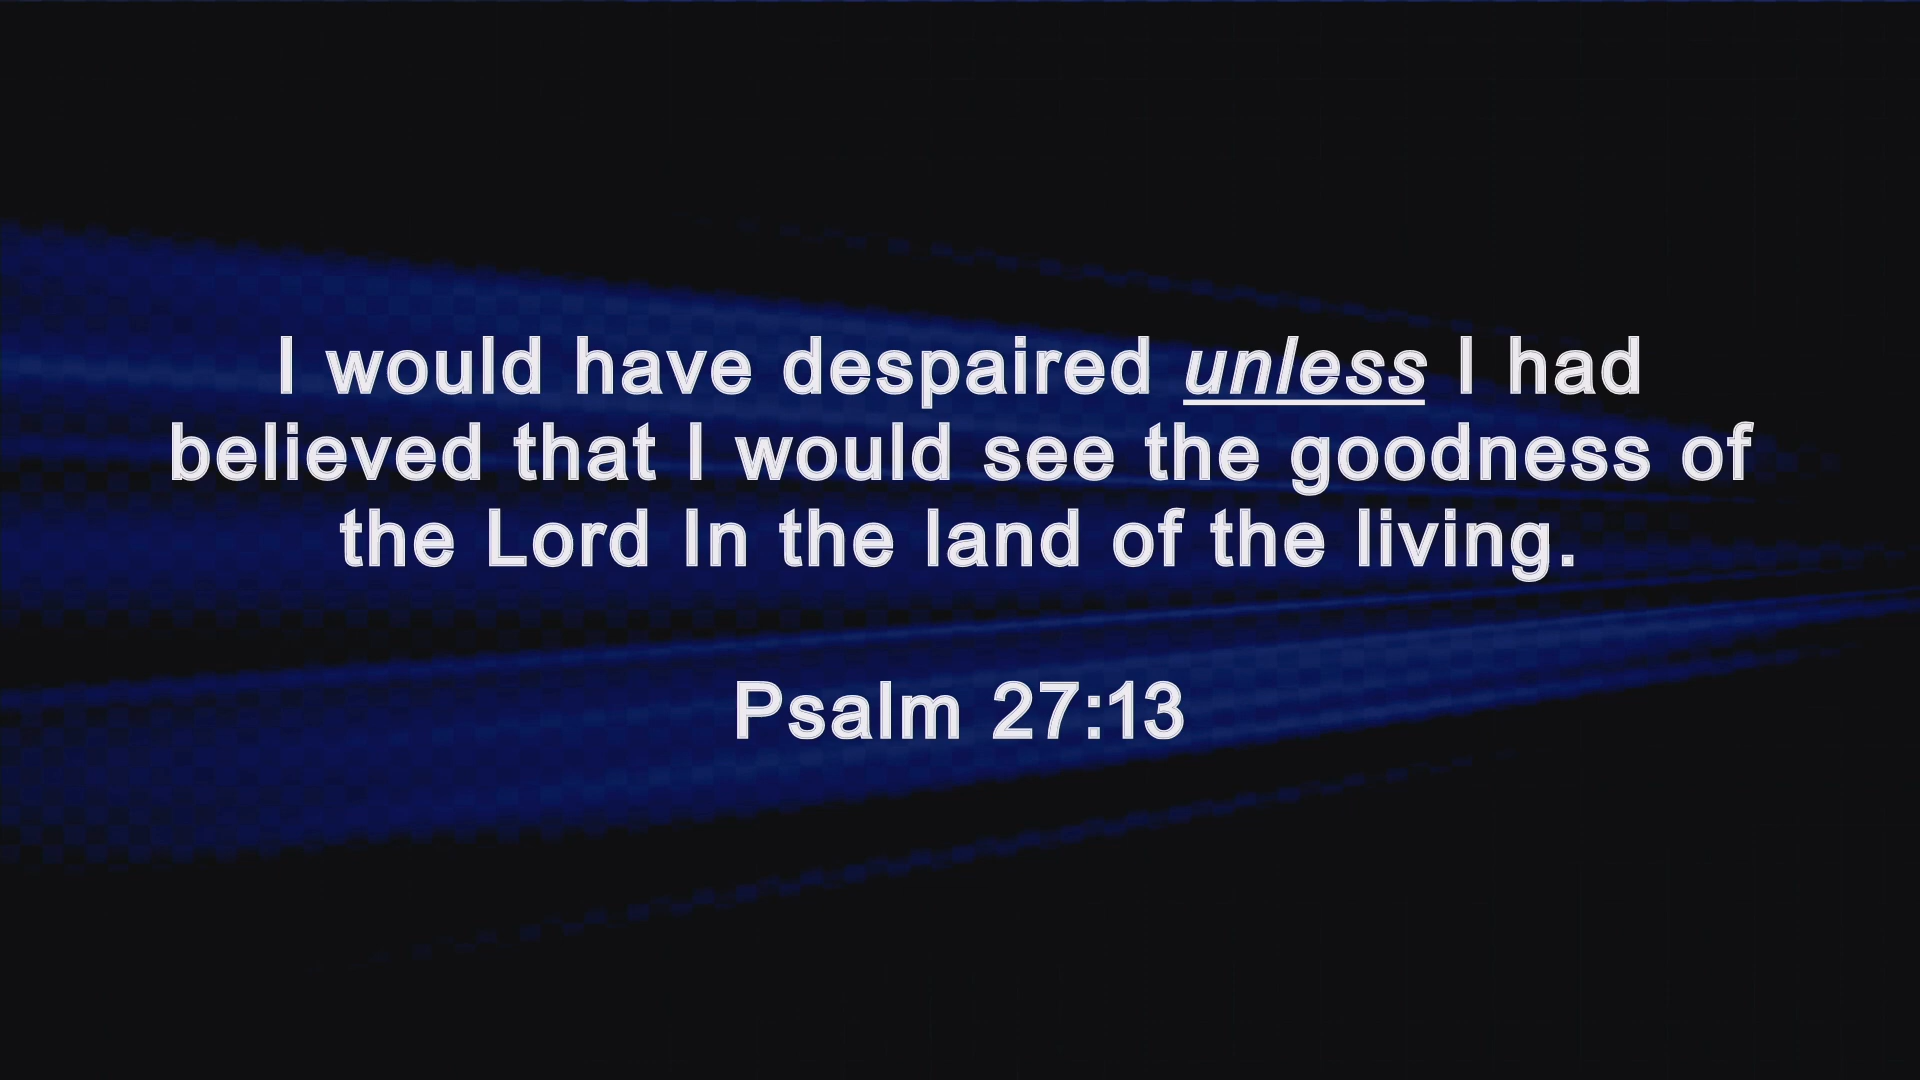 I would have despaired unless I had
believed that I would see the goodness of
the Lord In the land of the living.
Psalm 27:13